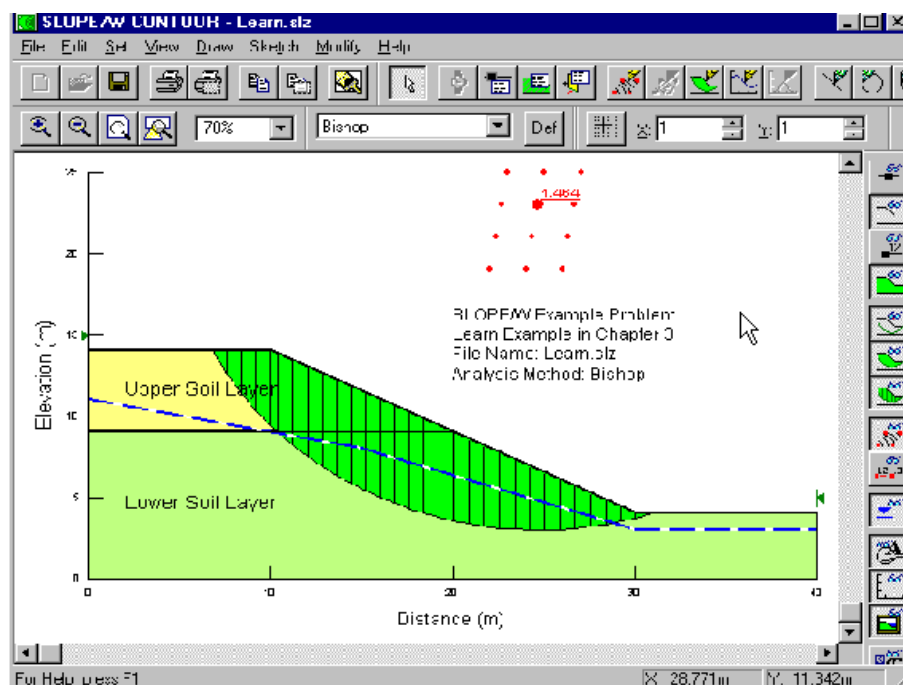 SLOPE/W CONTOUR - Learn.slz
File Edit Set View Draw Sketch Modify Help
70% Bishop Def X: 1 Y: 1
1.464
25
20
15
10
5
0
Elevation (m)
SLOPE/W Example Problem
Learn Example in Chapter 3
File Name: Learn.slz
Analysis Method: Bishop
Upper Soil Layer
Lower Soil Layer
0 10 20 30 40
Distance (m)
For Help, press F1
X: 28.771m Y: 11.342m